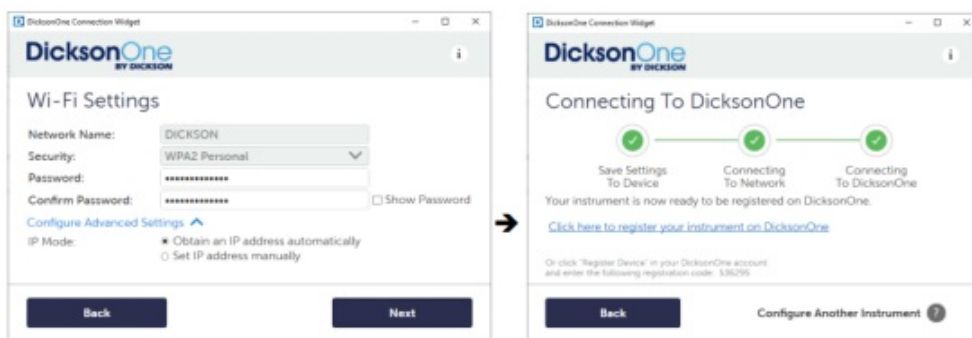 DicksonOne Connection Widget
DicksonOne
BY DICKSON
i
Wi-Fi Settings
Network Name: DICKSON
Security: WPA2 Personal
Password: •••••••••••••
Confirm Password: ••••••••••••• Show Password
Configure Advanced Settings
IP Mode: Obtain an IP address automatically
Set IP address manually
Back Next
DicksonOne Connection Widget
DicksonOne
BY DICKSON
i
Connecting To DicksonOne
Save Settings Connecting Connecting
To Device To Network To DicksonOne
Your instrument is now ready to be registered on DicksonOne.
Click here to register your instrument on DicksonOne
Or click "Register Device" in your DicksonOne account
and enter the following registration code: 536295
Back Configure Another Instrument ?